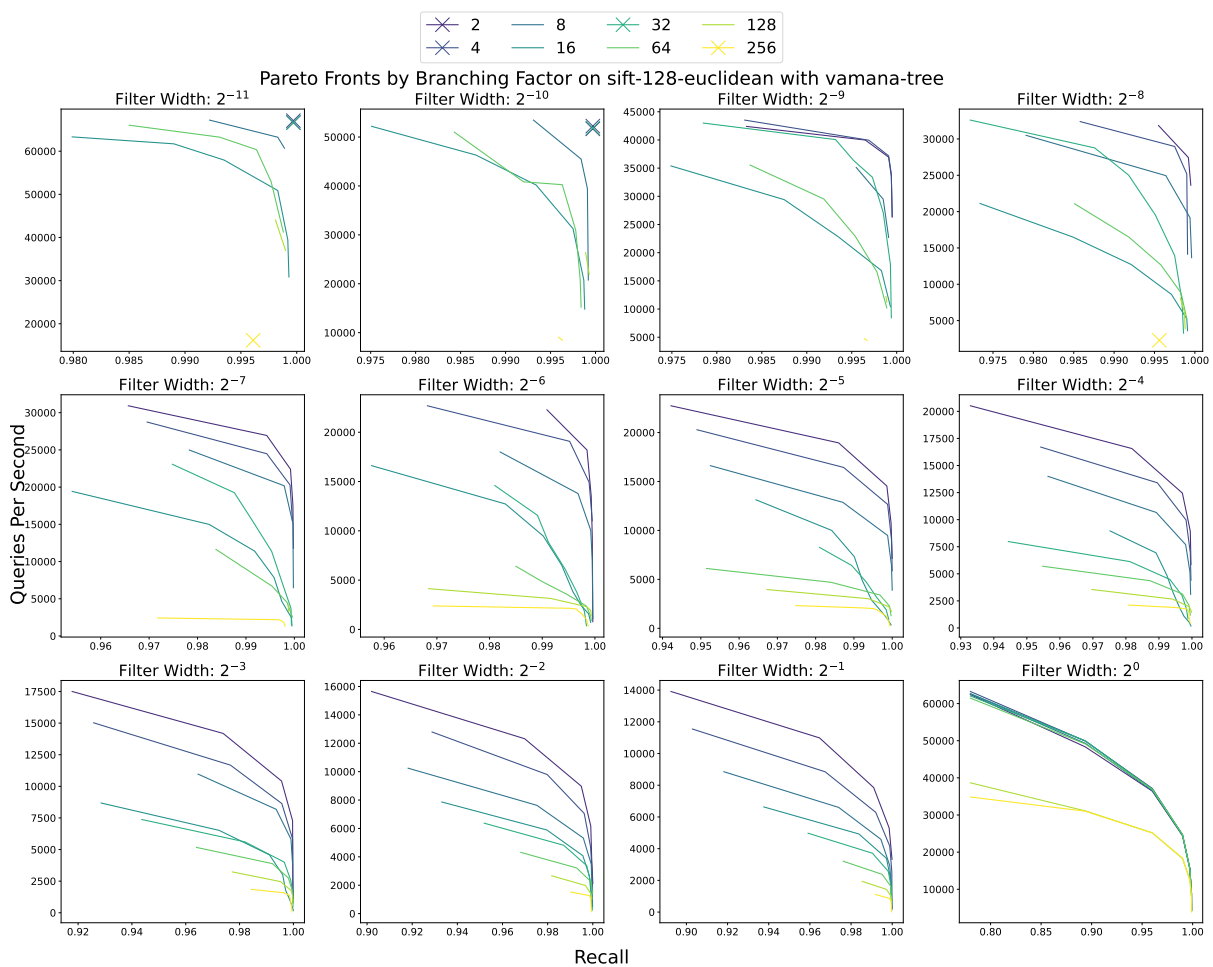 2 8 32 128
4 16 64 256
Pareto Fronts by Branching Factor on sift-128-euclidean with vamana-tree
Filter Width: 2⁻¹¹ Filter Width: 2⁻¹⁰ Filter Width: 2⁻⁹ Filter Width: 2⁻⁸
60000 50000 40000 30000 20000
0.980 0.985 0.990 0.995 1.000
50000 40000 30000 20000 10000
0.975 0.980 0.985 0.990 0.995 1.000
45000 40000 35000 30000 25000 20000 15000 10000 5000
0.975 0.980 0.985 0.990 0.995 1.000
30000 25000 20000 15000 10000 5000
0.975 0.980 0.985 0.990 0.995 1.000
Filter Width: 2⁻⁷ Filter Width: 2⁻⁶ Filter Width: 2⁻⁵ Filter Width: 2⁻⁴
Queries Per Second
30000 25000 20000 15000 10000 5000 0
0.96 0.97 0.98 0.99 1.00
20000 15000 10000 5000 0
0.96 0.97 0.98 0.99 1.00
20000 15000 10000 5000 0
0.94 0.95 0.96 0.97 0.98 0.99 1.00
20000 17500 15000 12500 10000 7500 5000 2500 0
0.93 0.94 0.95 0.96 0.97 0.98 0.99 1.00
Filter Width: 2⁻³ Filter Width: 2⁻² Filter Width: 2⁻¹ Filter Width: 2⁰
17500 15000 12500 10000 7500 5000 2500 0
0.92 0.94 0.96 0.98 1.00
16000 14000 12000 10000 8000 6000 4000 2000 0
0.90 0.92 0.94 0.96 0.98 1.00
14000 12000 10000 8000 6000 4000 2000 0
0.90 0.92 0.94 0.96 0.98 1.00
60000 50000 40000 30000 20000 10000
0.80 0.85 0.90 0.95 1.00
Recall